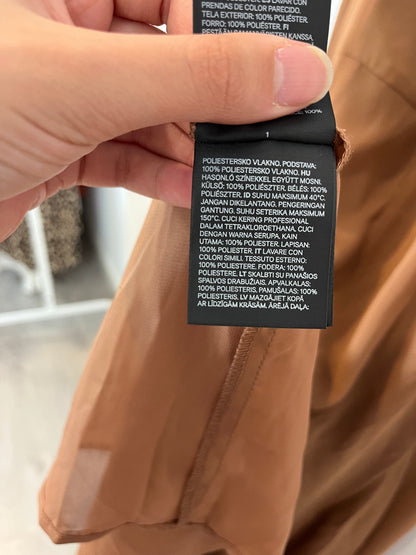 PRENDAS DE COLOR PARECIDO.
TELA EXTERIOR: 100% POLIÉSTER.
FORRO: 100% POLIÉSTER. FI
100%
1
POLIESTERSKO VLAKNO. PODSTAVA:
100% POLIESTERSKO VLAKNO. HU
HASONLÓ SZÍNEKKEL EGYÜTT MOSNI.
KÜLSŐ: 100% POLIÉSZTER. BÉLÉS: 100%
POLIÉSZTER. ID SUHU MAKSIMUM 40°C.
JANGAN DIKELANTANG. PENGERINGAN
GANTUNG. SUHU SETERIKA MAKSIMUM
150°C. CUCI KERING PROFESIONAL
DALAM TETRAKLOROETHANA. CUCI
DENGAN WARNA SERUPA. KAIN
UTAMA: 100% POLIESTER. LAPISAN:
100% POLIESTER. IT LAVARE CON
COLORI SIMILI. TESSUTO ESTERNO:
100% POLIESTERE. FODERA: 100%
POLIESTERE. LT SKALBTI SU PANAŠIOS
SPALVOS DRABUŽIAIS. APVALKALAS:
100% POLIESTERIS. PAMUŠALAS: 100%
POLIESTERIS. LV MAZGĀJIET KOPĀ
AR LĪDZĪGĀM KRĀSĀM. ĀRĒJĀ DAĻA: